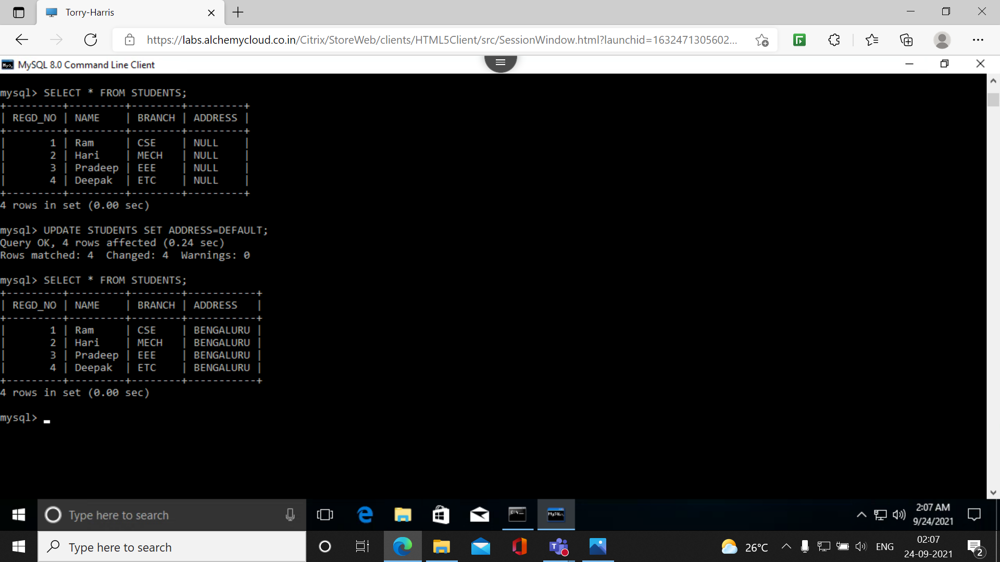 Torry-Harris
https://labs.alchemycloud.co.in/Citrix/StoreWeb/clients/HTML5Client/src/SessionWindow.html?launchid=1632471305602...
MySQL 8.0 Command Line Client
mysql> SELECT * FROM STUDENTS;
+---------+---------+--------+---------+
| REGD_NO | NAME    | BRANCH | ADDRESS |
+---------+---------+--------+---------+
|       1 | Ram     | CSE    | NULL    |
|       2 | Hari    | MECH   | NULL    |
|       3 | Pradeep | EEE    | NULL    |
|       4 | Deepak  | ETC    | NULL    |
+---------+---------+--------+---------+
4 rows in set (0.00 sec)
mysql> UPDATE STUDENTS SET ADDRESS=DEFAULT;
Query OK, 4 rows affected (0.24 sec)
Rows matched: 4  Changed: 4  Warnings: 0
mysql> SELECT * FROM STUDENTS;
+---------+---------+--------+-----------+
| REGD_NO | NAME    | BRANCH | ADDRESS   |
+---------+---------+--------+-----------+
|       1 | Ram     | CSE    | BENGALURU |
|       2 | Hari    | MECH   | BENGALURU |
|       3 | Pradeep | EEE    | BENGALURU |
|       4 | Deepak  | ETC    | BENGALURU |
+---------+---------+--------+-----------+
4 rows in set (0.00 sec)
mysql> _
Type here to search
2:07 AM
9/24/2021
Type here to search
26°C
ENG
02:07
24-09-2021
2